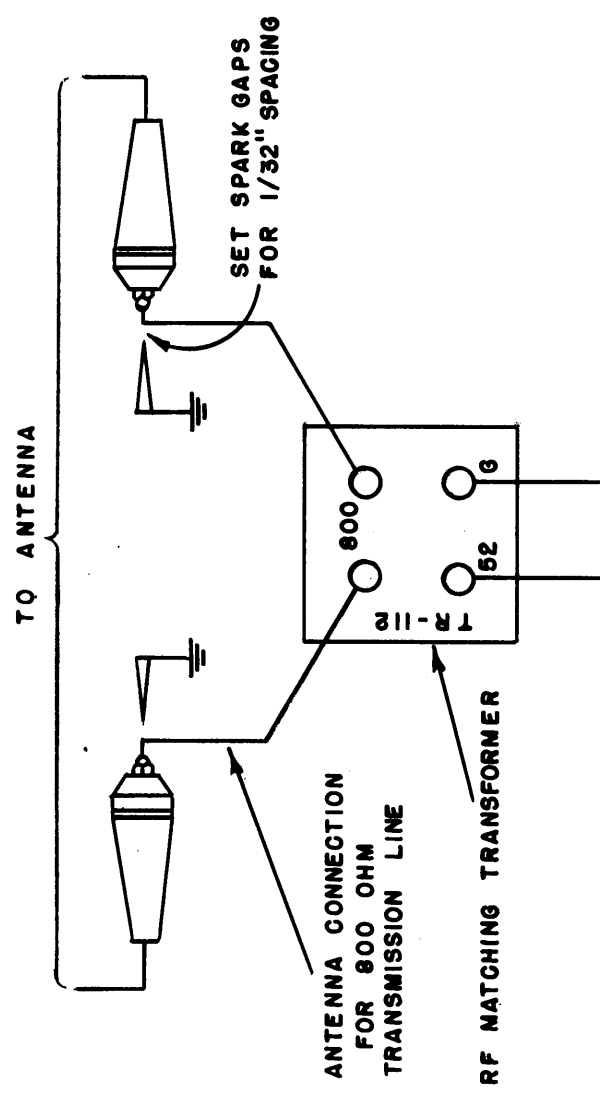 TO ANTENNA
SET SPARK GAPS
FOR 1/32" SPACING
800
52
G
TR-112
ANTENNA CONNECTION
FOR 800 OHM
TRANSMISSION LINE
RF MATCHING TRANSFORMER